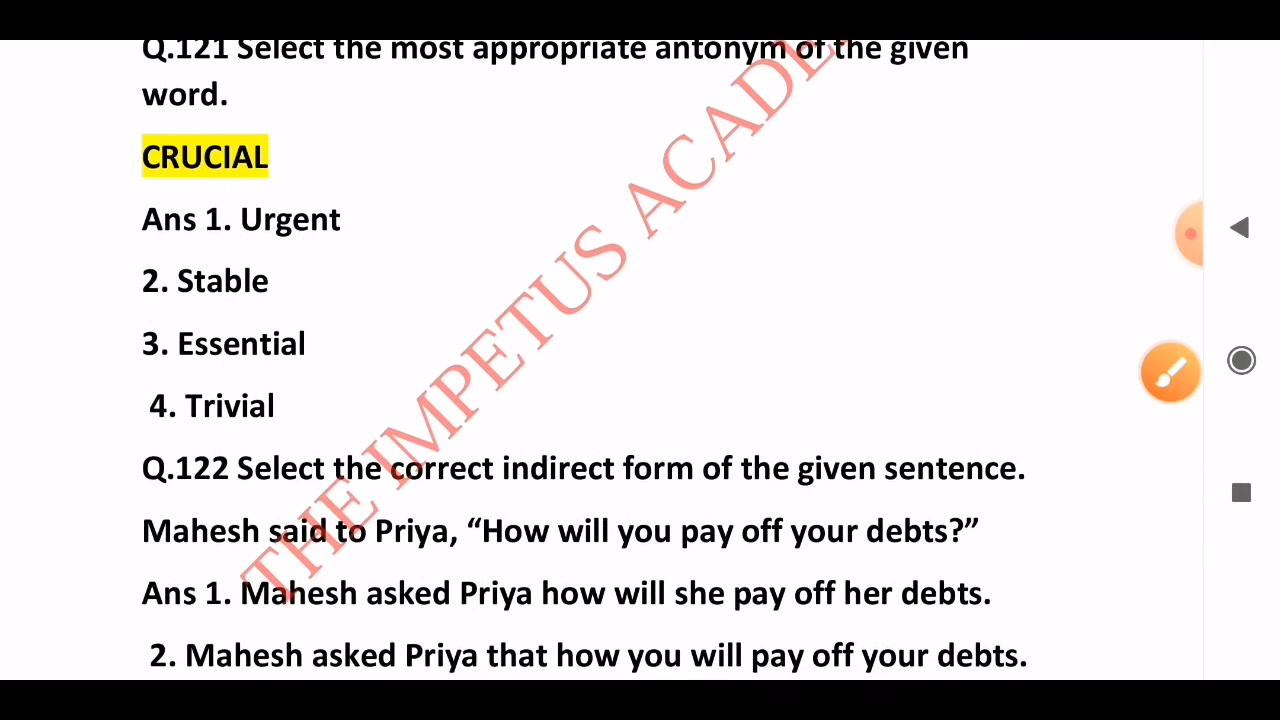 Q.121 Select the most appropriate antonym of the given
word.
CRUCIAL
Ans 1. Urgent
2. Stable
3. Essential
4. Trivial
Q.122 Select the correct indirect form of the given sentence.
Mahesh said to Priya, “How will you pay off your debts?”
Ans 1. Mahesh asked Priya how will she pay off her debts.
2. Mahesh asked Priya that how you will pay off your debts.
THE IMPETUS ACADE